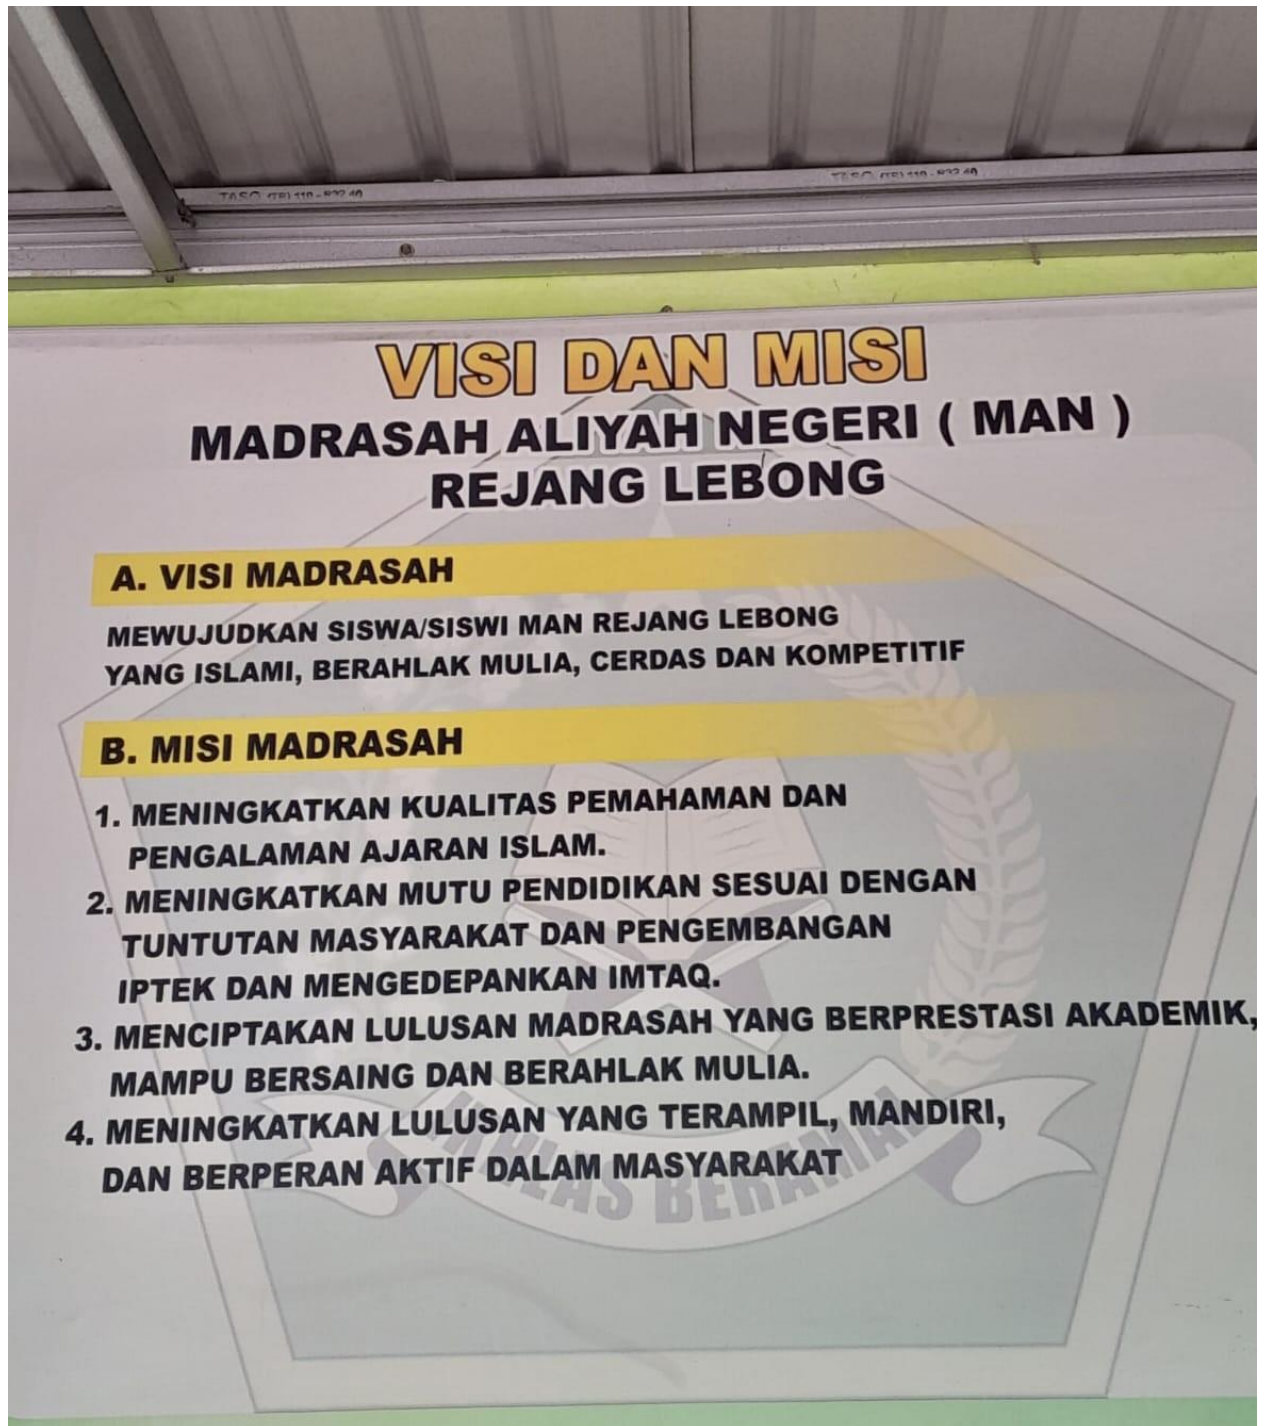 VISI DAN MISI
MADRASAH ALIYAH NEGERI ( MAN )
REJANG LEBONG
A. VISI MADRASAH
MEWUJUDKAN SISWA/SISWI MAN REJANG LEBONG
YANG ISLAMI, BERAHLAK MULIA, CERDAS DAN KOMPETITIF
B. MISI MADRASAH
1. MENINGKATKAN KUALITAS PEMAHAMAN DAN
PENGALAMAN AJARAN ISLAM.
2. MENINGKATKAN MUTU PENDIDIKAN SESUAI DENGAN
TUNTUTAN MASYARAKAT DAN PENGEMBANGAN
IPTEK DAN MENGEDEPANKAN IMTAQ.
3. MENCIPTAKAN LULUSAN MADRASAH YANG BERPRESTASI AKADEMIK,
MAMPU BERSAING DAN BERAHLAK MULIA.
4. MENINGKATKAN LULUSAN YANG TERAMPIL, MANDIRI,
DAN BERPERAN AKTIF DALAM MASYARAKAT
IKHLAS BERAMAL